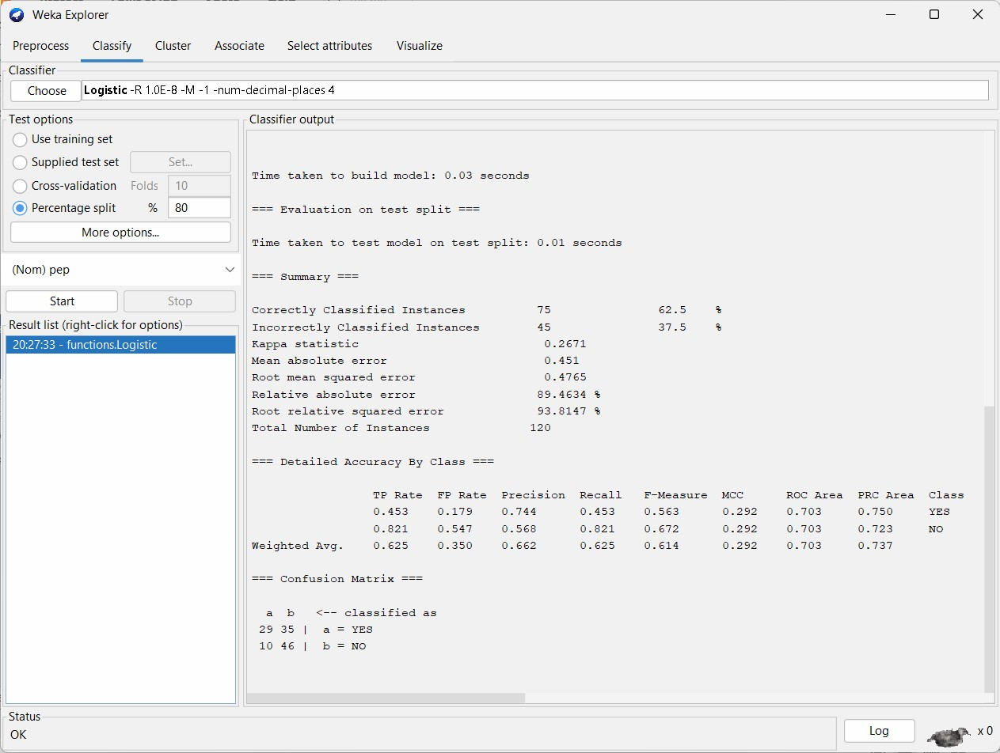 Weka Explorer
Preprocess Classify Cluster Associate Select attributes Visualize
Classifier
Choose Logistic -R 1.0E-8 -M -1 -num-decimal-places 4
Test options
Use training set
Supplied test set Set...
Cross-validation Folds 10
Percentage split % 80
More options...
(Nom) pep
Start Stop
Result list (right-click for options)
20:27:33 - functions.Logistic
Classifier output
Time taken to build model: 0.03 seconds
=== Evaluation on test split ===
Time taken to test model on test split: 0.01 seconds
=== Summary ===
Correctly Classified Instances 75 62.5 %
Incorrectly Classified Instances 45 37.5 %
Kappa statistic 0.2671
Mean absolute error 0.451
Root mean squared error 0.4765
Relative absolute error 89.4634 %
Root relative squared error 93.8147 %
Total Number of Instances 120
=== Detailed Accuracy By Class ===
TP Rate FP Rate Precision Recall F-Measure MCC ROC Area PRC Area Class
0.453 0.179 0.744 0.453 0.563 0.292 0.703 0.750 YES
0.821 0.547 0.568 0.821 0.672 0.292 0.703 0.723 NO
Weighted Avg. 0.625 0.350 0.662 0.625 0.614 0.292 0.703 0.737
=== Confusion Matrix ===
a b <-- classified as
29 35 | a = YES
10 46 | b = NO
Status
OK
Log x 0